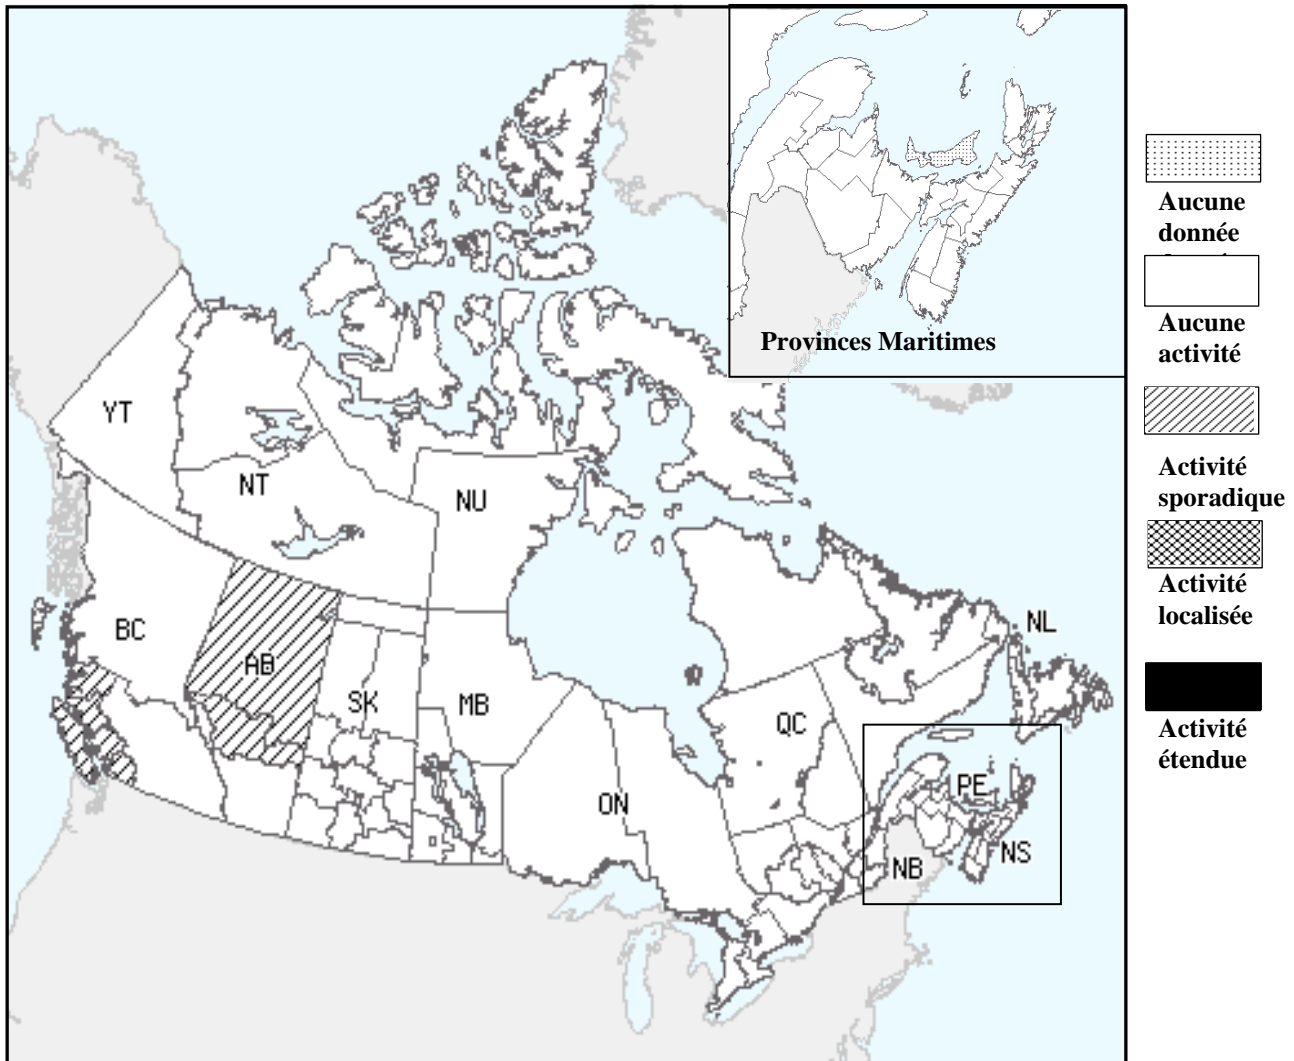 Provinces Maritimes
YT
NT
NU
BC
AB
SK
MB
ON
QC
NL
PE
NB
NS
Aucune
donnée
Aucune
activité
Activité
sporadique
Activité
localisée
Activité
étendue